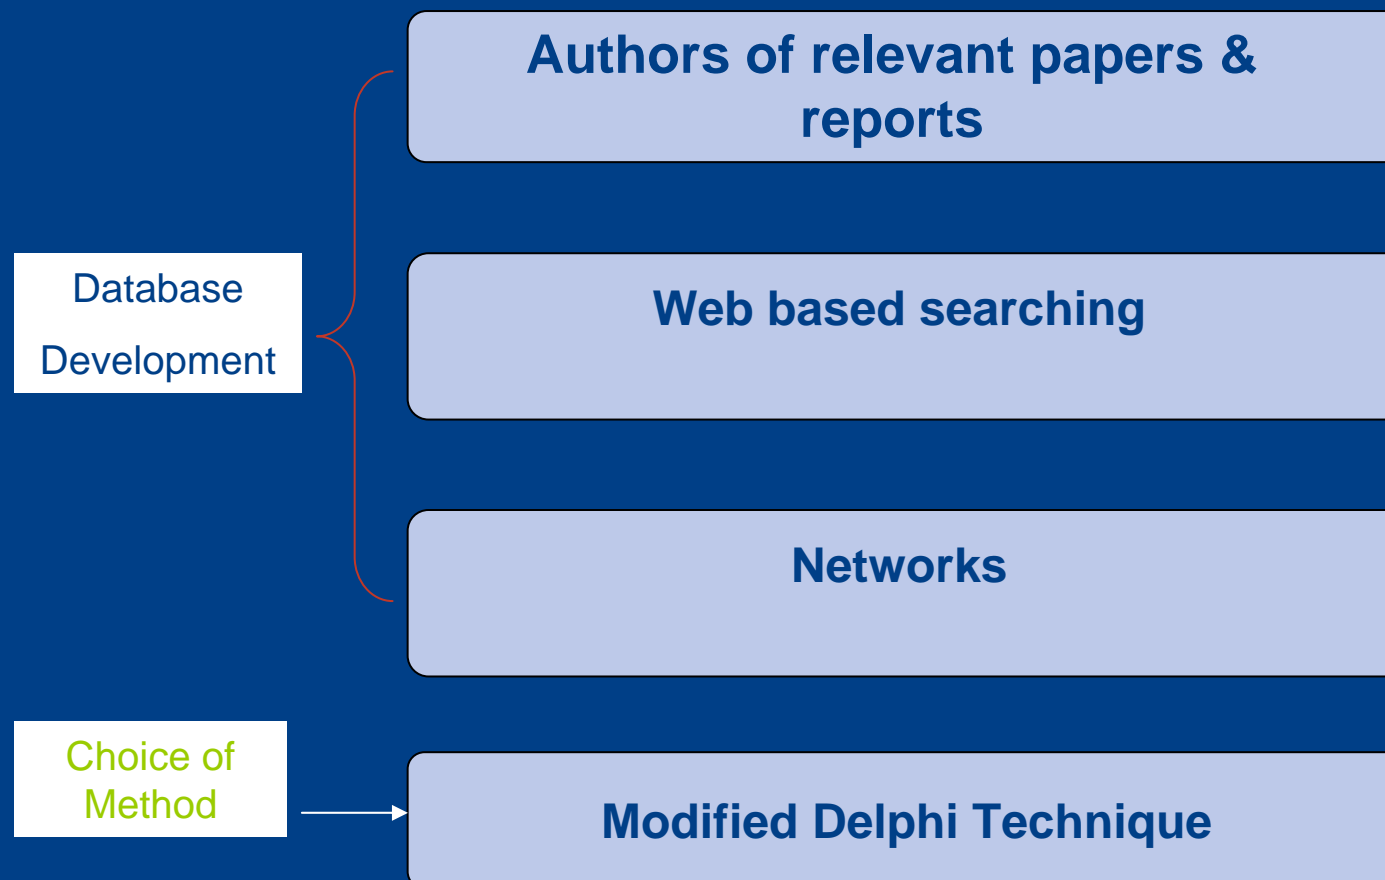 Authors of relevant papers &
reports
Database
Development
Web based searching
Networks
Choice of
Method
Modified Delphi Technique